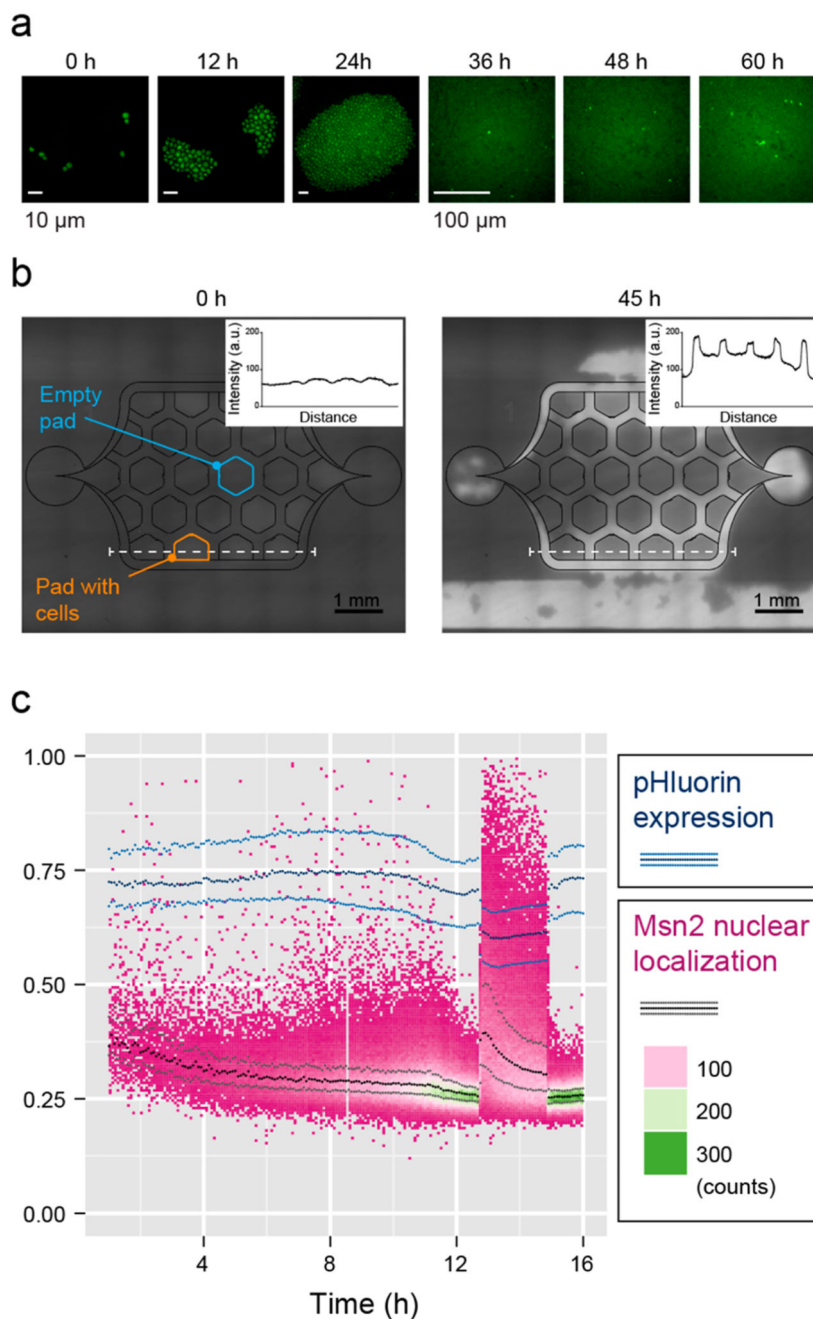 a
0 h 12 h 24h 36 h 48 h 60 h
10 μm 100 μm
b
0 h 45 h
200
100
0
Intensity (a.u.)
Distance
200
100
0
Intensity (a.u.)
Distance
Empty
pad
Pad with
cells
1 mm
1 mm
c
1.00
0.75
0.50
0.25
0.00
4 8 12 16
Time (h)
pHluorin
expression
Msn2 nuclear
localization
100
200
300
(counts)